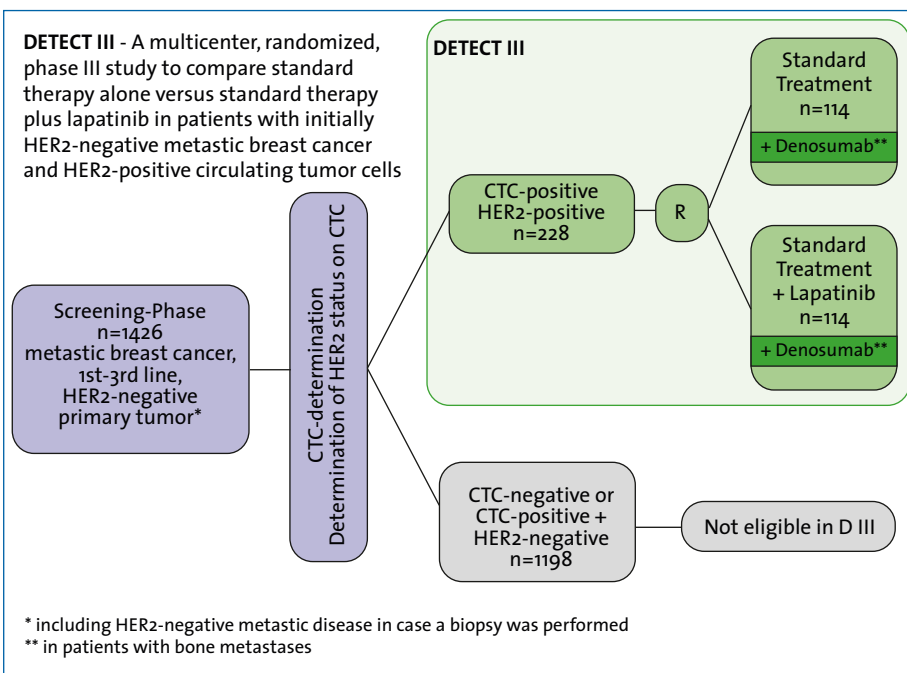 DETECT III - A multicenter, randomized,
phase III study to compare standard
therapy alone versus standard therapy
plus lapatinib in patients with initially
HER2-negative metastic breast cancer
and HER2-positive circulating tumor cells
Screening-Phase
n=1426
metastic breast cancer,
1st-3rd line,
HER2-negative
primary tumor*
CTC-determination
Determination of HER2 status on CTC
DETECT III
CTC-positive
HER2-positive
n=228
R
Standard
Treatment
n=114
+ Denosumab**
Standard
Treatment
+ Lapatinib
n=114
+ Denosumab**
CTC-negative or
CTC-positive +
HER2-negative
n=1198
Not eligible in D III
* including HER2-negative metastic disease in case a biopsy was performed
** in patients with bone metastases